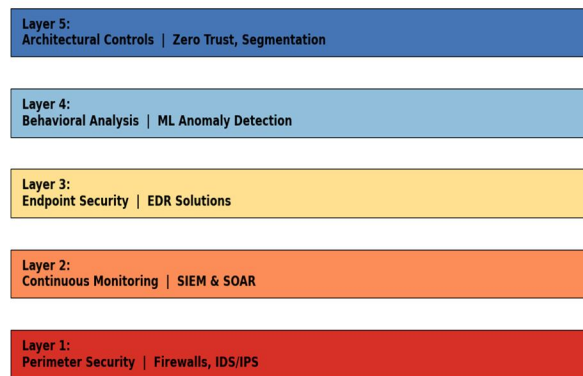 Layer 5:
Architectural Controls | Zero Trust, Segmentation
Layer 4:
Behavioral Analysis | ML Anomaly Detection
Layer 3:
Endpoint Security | EDR Solutions
Layer 2:
Continuous Monitoring | SIEM & SOAR
Layer 1:
Perimeter Security | Firewalls, IDS/IPS